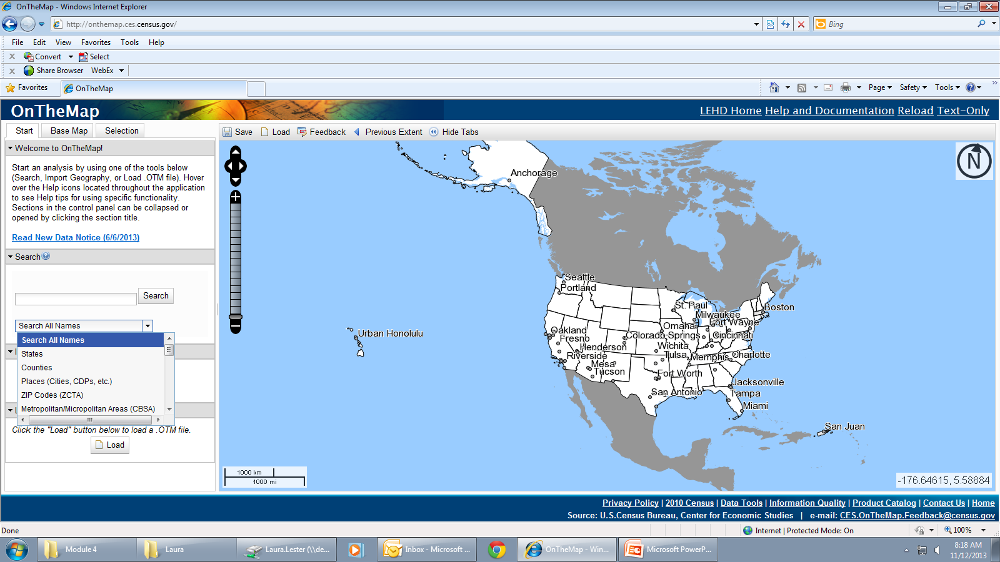 OnTheMap - Windows Internet Explorer
http://onthemap.ces.census.gov/
Bing
File Edit View Favorites Tools Help
Convert Select
Share Browser WebEx
Favorites OnTheMap Page Safety Tools
OnTheMap
LEHD Home Help and Documentation Reload Text-Only
Start Base Map Selection
Save Load Feedback Previous Extent Hide Tabs
Welcome to OnTheMap!
Start an analysis by using one of the tools below
(Search, Import Geography, or Load .OTM file). Hover
over the Help icons located throughout the application
to see Help tips for using specific functionality.
Sections in the control panel can be collapsed or
opened by clicking the section title.
Read New Data Notice (6/6/2013)
Search
Search
Search All Names
Search All Names
States
Counties
Places (Cities, CDPs, etc.)
ZIP Codes (ZCTA)
Metropolitan/Micropolitan Areas (CBSA)
Click the "Load" button below to load a .OTM file.
Load
N
Anchorage
Seattle
Portland
St. Paul
Boston
Milwaukee
Fort Wayne
Omaha
Oakland
Urban Honolulu
Colorado Springs
Cincinnati
Fresno
Henderson
Wichita
Riverside
Tulsa
Memphis
Charlotte
Mesa
Tucson
Fort Worth
Jacksonville
San Antonio
Tampa
Miami
San Juan
1000 km
1000 mi
-176.64615, 5.58884
Privacy Policy | 2010 Census | Data Tools | Information Quality | Product Catalog | Contact Us | Home
Source: U.S.Census Bureau, Center for Economic Studies | e-mail: CES.OnTheMap.Feedback@census.gov
Done
Internet | Protected Mode: On
100%
Module 4
Laura
Laura.Lester (\\de...
Inbox - Microsoft ...
OnTheMap - Win...
Microsoft PowerP...
8:18 AM
11/12/2013